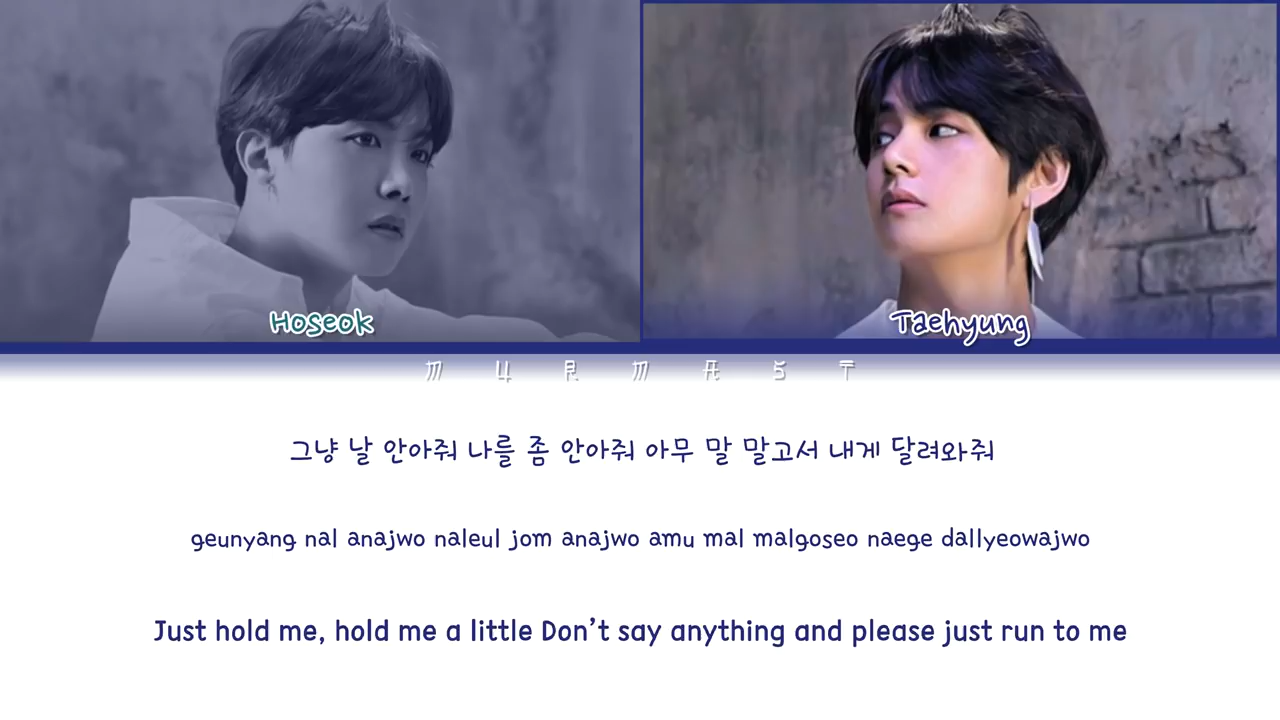 Hoseok
Taehyung
MURMAST
그냥 날 안아줘 나를 좀 안아줘 아무 말 말고서 내게 달려와줘
geunyang nal anajwo naleul jom anajwo amu mal malgoseo naege dallyeowajwo
Just hold me, hold me a little Don’t say anything and please just run to me